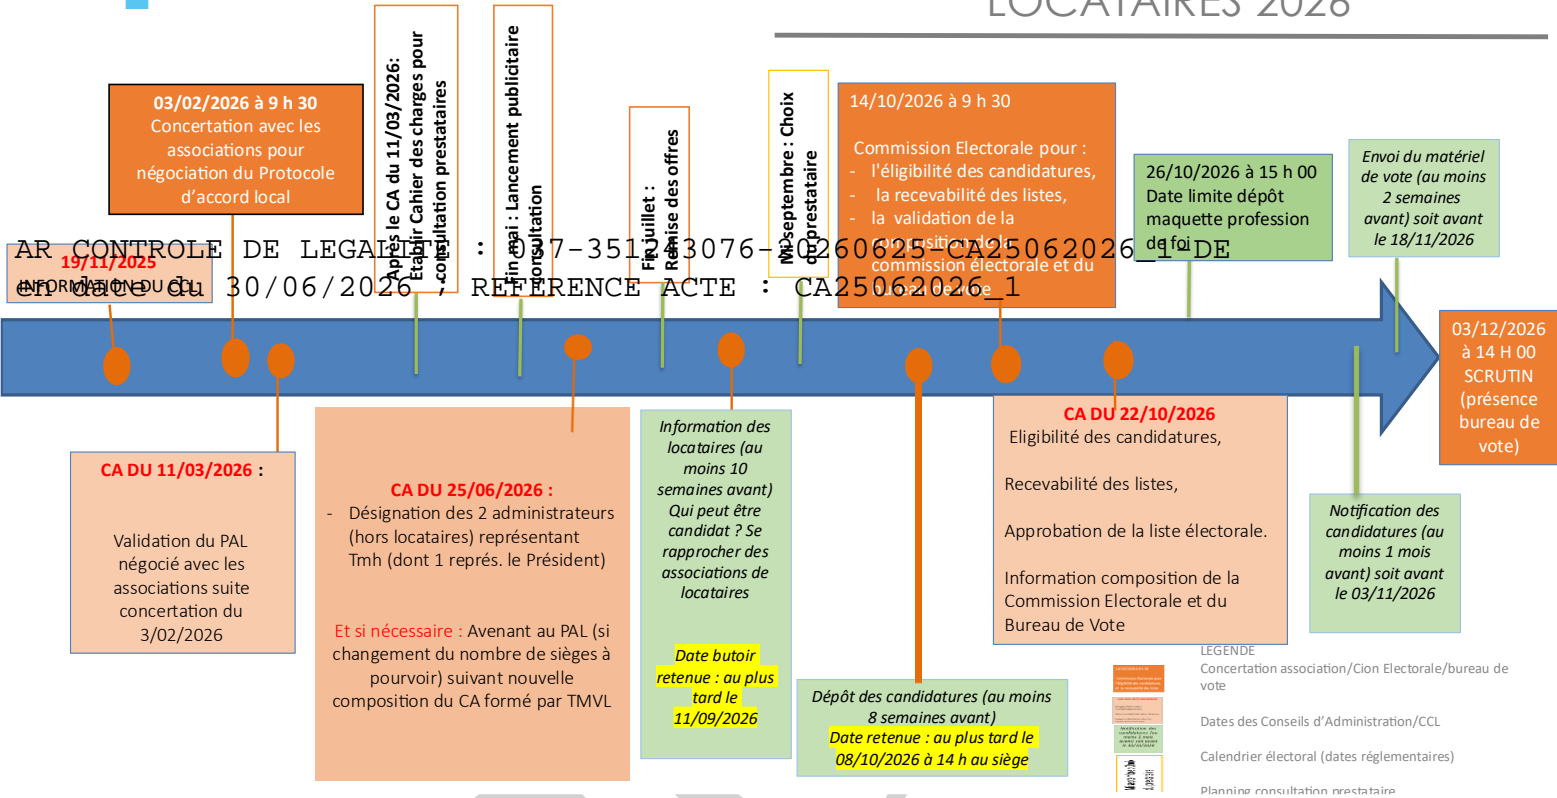 LOCATAIRES 2026
03/02/2026 à 9 h 30
Concertation avec les
associations pour
négociation du Protocole
d’accord local
Après le CA du 11/03/2026:
Etablir Cahier des charges pour
consultation prestataires
Fin mai : Lancement publicitaire
consultation
Fin juillet :
Remise des offres
Mi-septembre : Choix
du prestataire
14/10/2026 à 9 h 30
Commission Electorale pour :
- l'éligibilité des candidatures,
- la recevabilité des listes,
- la validation de la
composition de la
commission électorale et du
bureau de vote
26/10/2026 à 15 h 00
Date limite dépôt
maquette profession
de foi
Envoi du matériel
de vote (au moins
2 semaines
avant) soit avant
le 18/11/2026
AR CONTROLE DE LEGALITE : 037-351243076-20260625-CA25062026_1-DE
en date du 30/06/2026 ; REFERENCE ACTE : CA25062026_1
19/11/2025
INFORMATION DU CCL
03/12/2026
à 14 H 00
SCRUTIN
(présence
bureau de
vote)
CA DU 11/03/2026 :
Validation du PAL
négocié avec les
associations suite
concertation du
3/02/2026
CA DU 25/06/2026 :
- Désignation des 2 administrateurs
(hors locataires) représentant
Tmh (dont 1 représ. le Président)
Et si nécessaire : Avenant au PAL (si
changement du nombre de sièges à
pourvoir) suivant nouvelle
composition du CA formé par TMVL
Information des
locataires (au
moins 10
semaines avant)
Qui peut être
candidat ? Se
rapprocher des
associations de
locataires
Date butoir
retenue : au plus
tard le
11/09/2026
Dépôt des candidatures (au moins
8 semaines avant)
Date retenue : au plus tard le
08/10/2026 à 14 h au siège
CA DU 22/10/2026
Eligibilité des candidatures,
Recevabilité des listes,
Approbation de la liste électorale.
Information composition de la
Commission Electorale et du
Bureau de Vote
Notification des
candidatures (au
moins 1 mois
avant) soit avant
le 03/11/2026
LEGENDE
Concertation association/Cion Electorale/bureau de
vote
Dates des Conseils d’Administration/CCL
Calendrier électoral (dates réglementaires)
Planning consultation prestataire